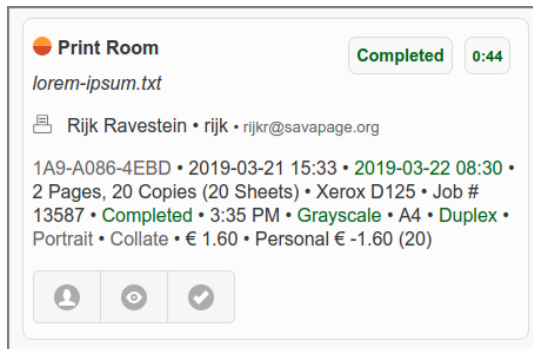 Print Room
Completed
0:44
lorem-ipsum.txt
Rijk Ravestein • rijk • rijkr@savapage.org
1A9-A086-4EBD • 2019-03-21 15:33 • 2019-03-22 08:30 •
2 Pages, 20 Copies (20 Sheets) • Xerox D125 • Job #
13587 • Completed • 3:35 PM • Grayscale • A4 • Duplex •
Portrait • Collate • € 1.60 • Personal € -1.60 (20)